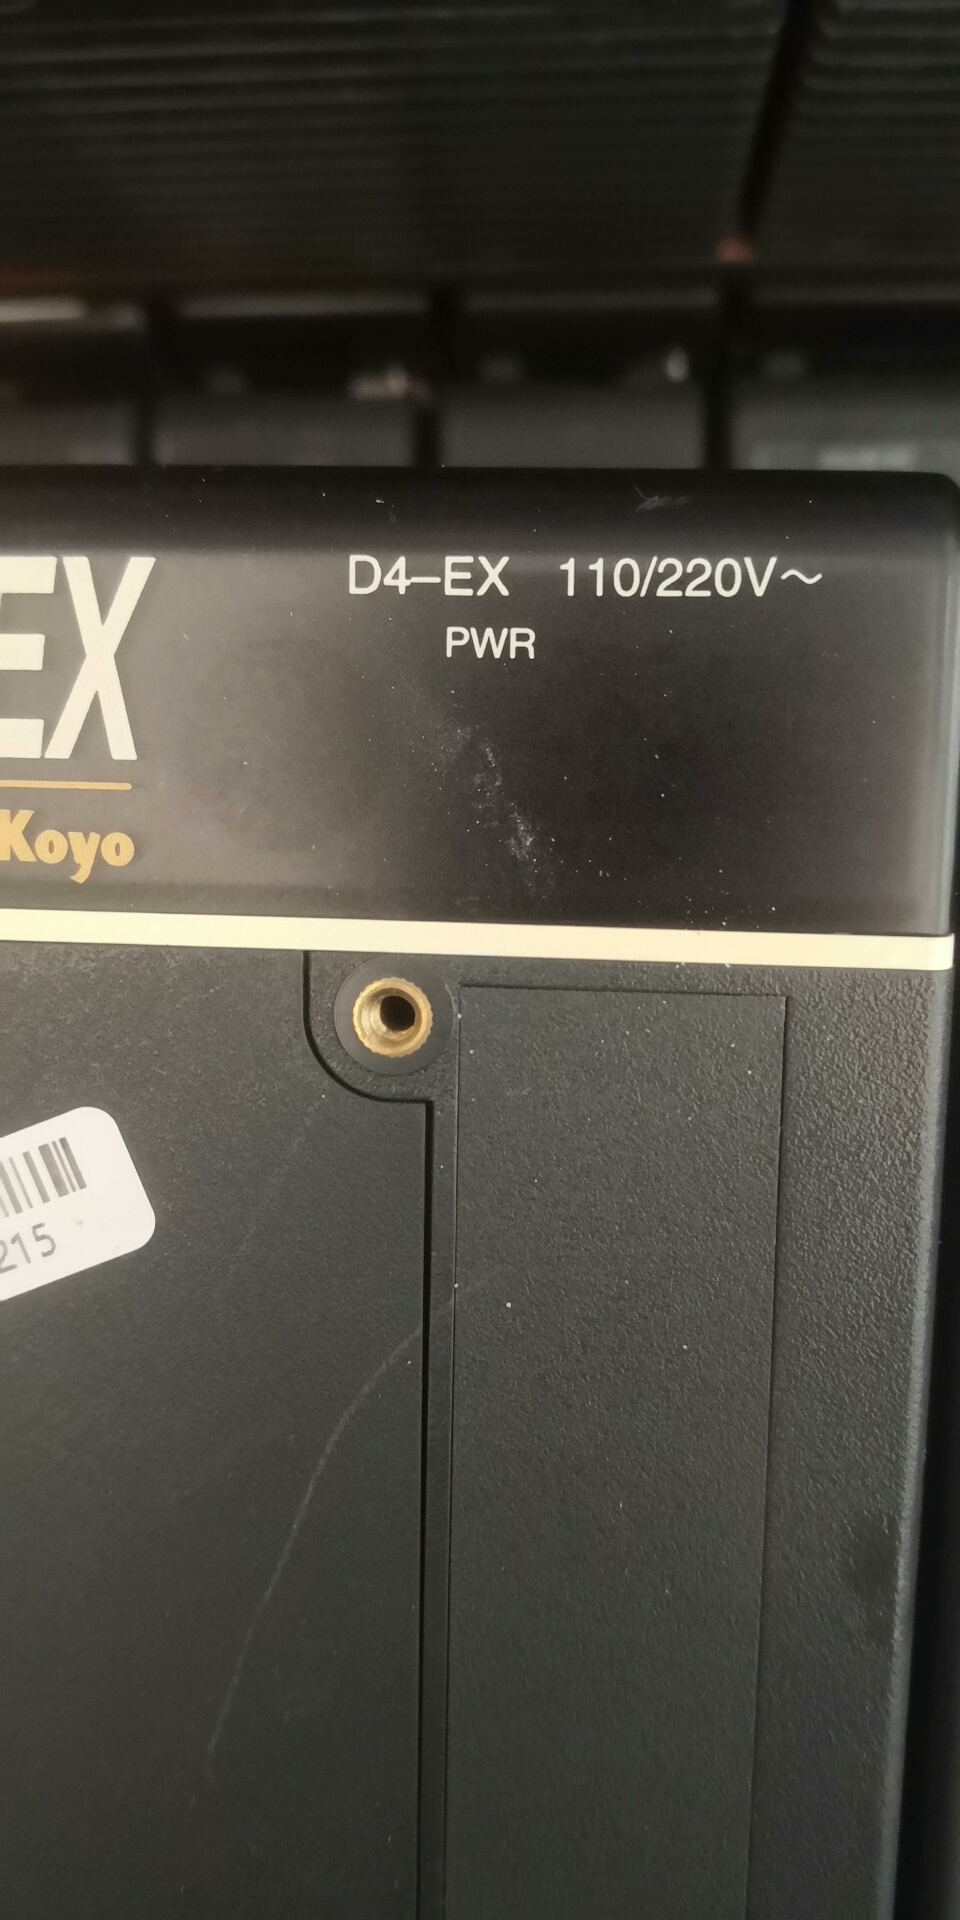 D4–EX 110/220V~
PWR
EX
Koyo
215